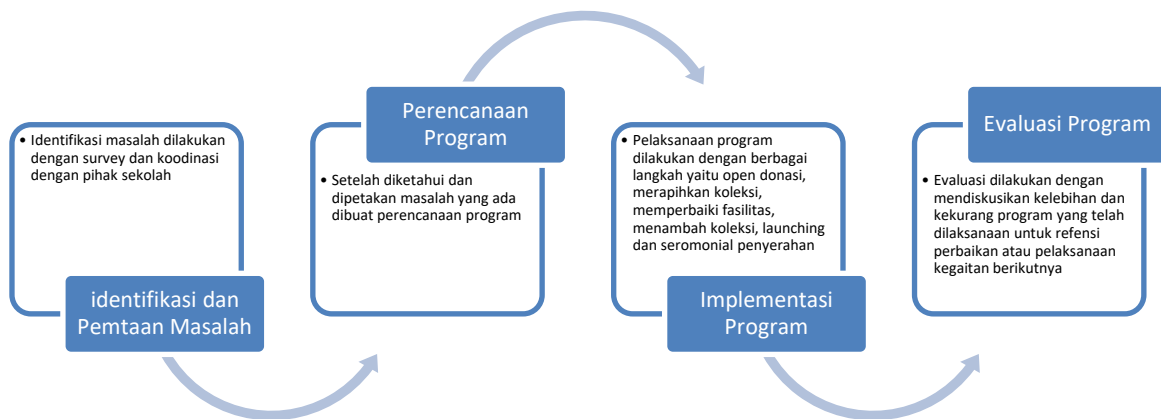 • Identifikasi masalah dilakukan
dengan survey dan koodinasi
dengan pihak sekolah
identifikasi dan
Pemtaan Masalah
Perencanaan
Program
• Setelah diketahui dan
dipetakan masalah yang ada
dibuat perencanaan program
• Pelaksanaan program
dilakukan dengan berbagai
langkah yaitu open donasi,
merapihkan koleksi,
memperbaiki fasilitas,
menambah koleksi, launching
dan seromonial penyerahan
Implementasi
Program
Evaluasi Program
• Evaluasi dilakukan dengan
mendiskusikan kelebihan dan
kekurang program yang telah
dilaksanaan untuk refensi
perbaikan atau pelaksanaan
kegaitan berikutnya